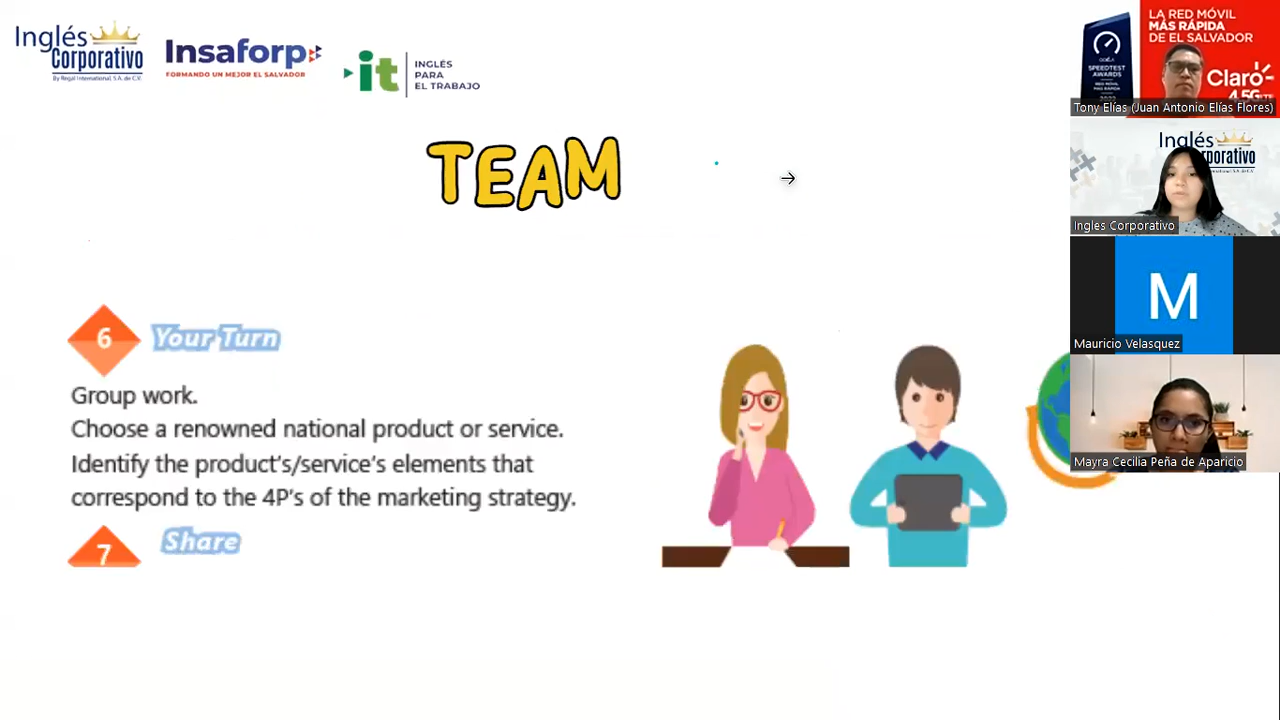 Inglés
Corporativo
By Regal International, S.A. de C.V.
Insaforp
FORMANDO UN MEJOR EL SALVADOR
it
INGLÉS
PARA
EL TRABAJO
TEAM
6
Your Turn
Group work.
Choose a renowned national product or service.
Identify the product's/service's elements that
correspond to the 4P's of the marketing strategy.
7
Share
LA RED MÓVIL
MÁS RÁPIDA
DE EL SALVADOR
SPEEDTEST
AWARDS
Claro
4.5G
Tony Elías (Juan Antonio Elías Flores)
Inglés
Ingles Corporativo
M
Mauricio Velasquez
Mayra Cecilia Peña de Aparicio